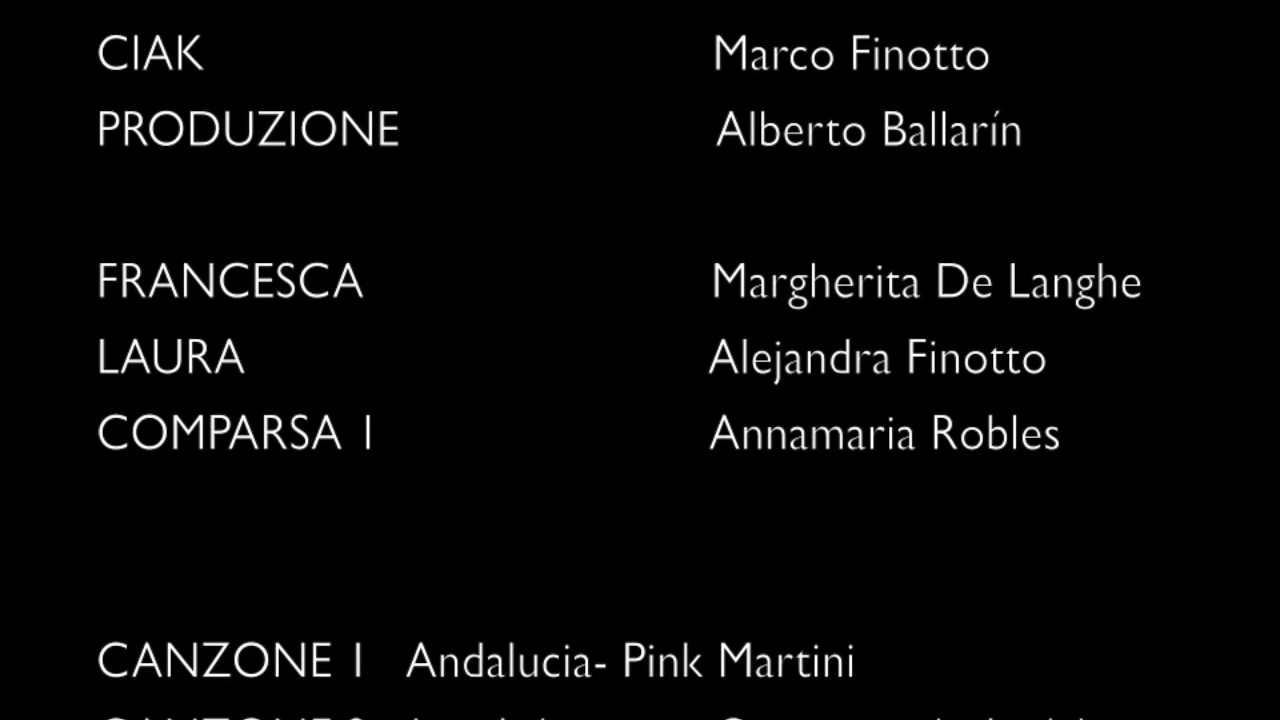 CIAK Marco Finotto
PRODUZIONE Alberto Ballarín
FRANCESCA Margherita De Langhe
LAURA Alejandra Finotto
COMPARSA 1 Annamaria Robles
CANZONE 1 Andalucia- Pink Martini